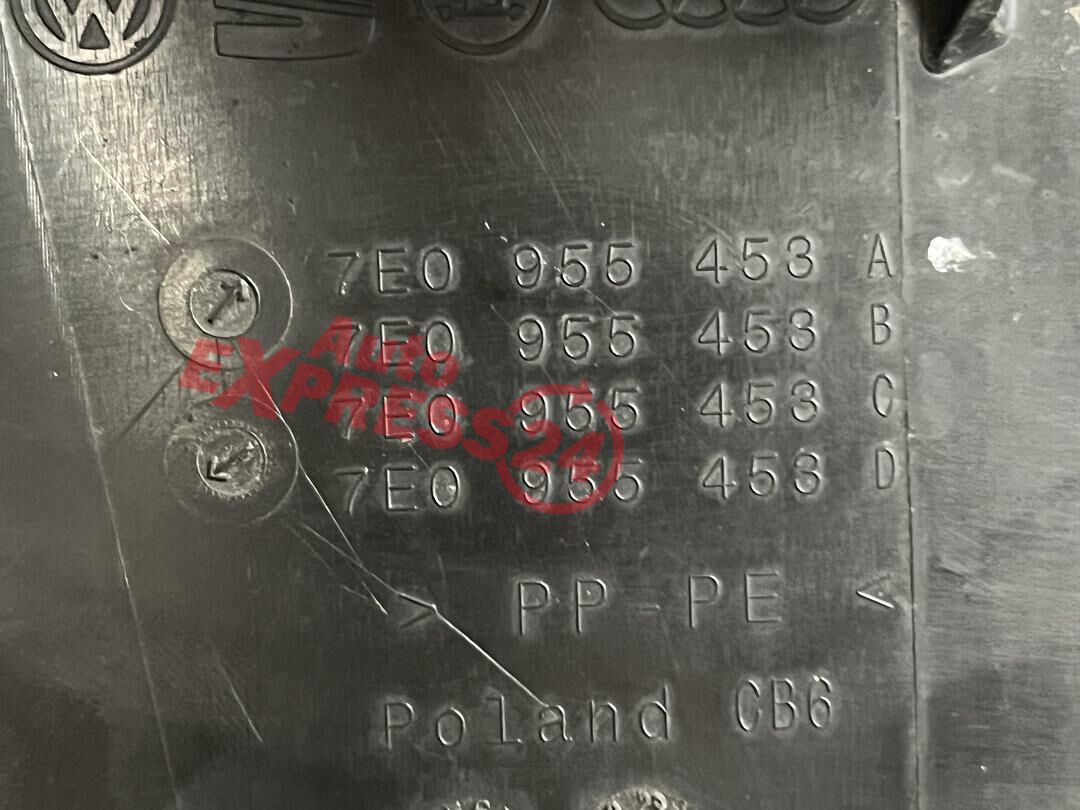 7E0 955 453 A
7E0 955 453 B
7E0 955 453 C
7E0 955 453 D
Auto
EXPRESS24
> PP-PE <
Poland CB6